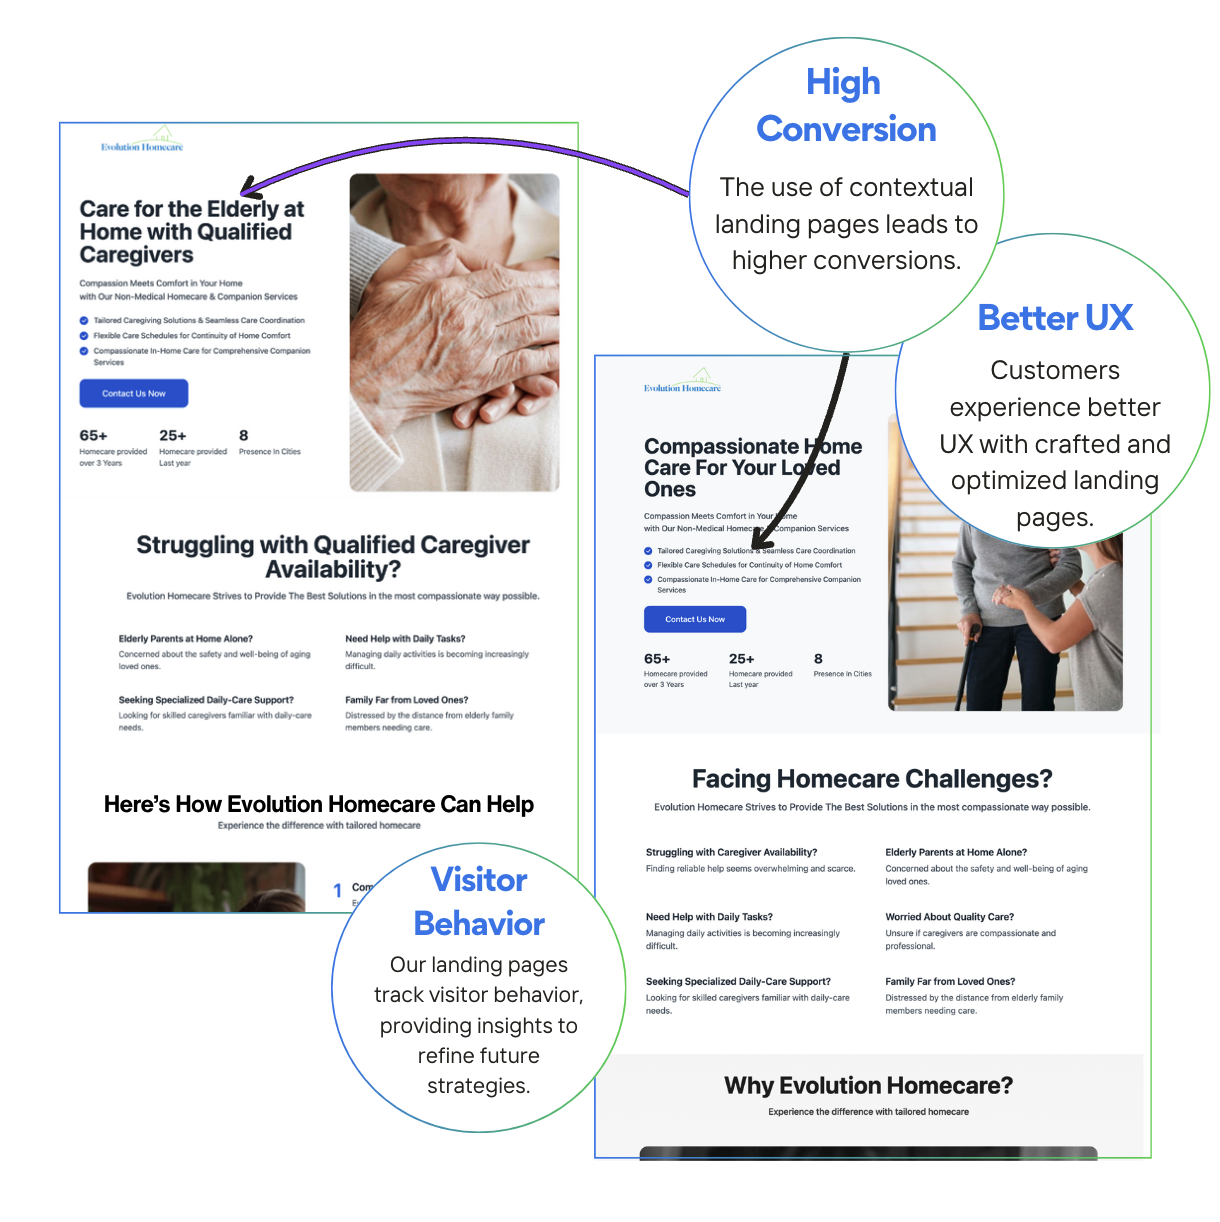 High
Conversion
The use of contextual
landing pages leads to
higher conversions.
Better UX
Customers
experience better
UX with crafted and
optimized landing
pages.
Evolution Homecare
Care for the Elderly at
Home with Qualified
Caregivers
Compassion Meets Comfort in Your Home
with Our Non-Medical Homecare & Companion Services
Tailored Caregiving Solutions & Seamless Care Coordination
Flexible Care Schedules for Continuity of Home Comfort
Compassionate In-Home Care for Comprehensive Companion
Services
Contact Us Now
65+
Homecare provided
over 3 Years
25+
Homecare provided
Last year
8
Presence In Cities
Struggling with Qualified Caregiver
Availability?
Evolution Homecare Strives to Provide The Best Solutions in the most compassionate way possible.
Elderly Parents at Home Alone?
Concerned about the safety and well-being of aging
loved ones.
Need Help with Daily Tasks?
Managing daily activities is becoming increasingly
difficult.
Seeking Specialized Daily-Care Support?
Looking for skilled caregivers familiar with daily-care
needs.
Family Far from Loved Ones?
Distressed by the distance from elderly family
members needing care.
Here's How Evolution Homecare Can Help
Experience the difference with tailored homecare
1
Visitor
Behavior
Our landing pages
track visitor behavior,
providing insights to
refine future
strategies.
Evolution Homecare
Compassionate Home
Care For Your Loved
Ones
Compassion Meets Comfort in Your Home
with Our Non-Medical Homecare & Companion Services
Tailored Caregiving Solutions & Seamless Care Coordination
Flexible Care Schedules for Continuity of Home Comfort
Compassionate In-Home Care for Comprehensive Companion
Services
Contact Us Now
65+
Homecare provided
over 3 Years
25+
Homecare provided
Last year
8
Presence In Cities
Facing Homecare Challenges?
Evolution Homecare Strives to Provide The Best Solutions in the most compassionate way possible.
Struggling with Caregiver Availability?
Finding reliable help seems overwhelming and scarce.
Elderly Parents at Home Alone?
Concerned about the safety and well-being of aging
loved ones.
Need Help with Daily Tasks?
Managing daily activities is becoming increasingly
difficult.
Worried About Quality Care?
Unsure if caregivers are compassionate and
professional.
Seeking Specialized Daily-Care Support?
Looking for skilled caregivers familiar with daily-care
needs.
Family Far from Loved Ones?
Distressed by the distance from elderly family
members needing care.
Why Evolution Homecare?
Experience the difference with tailored homecare